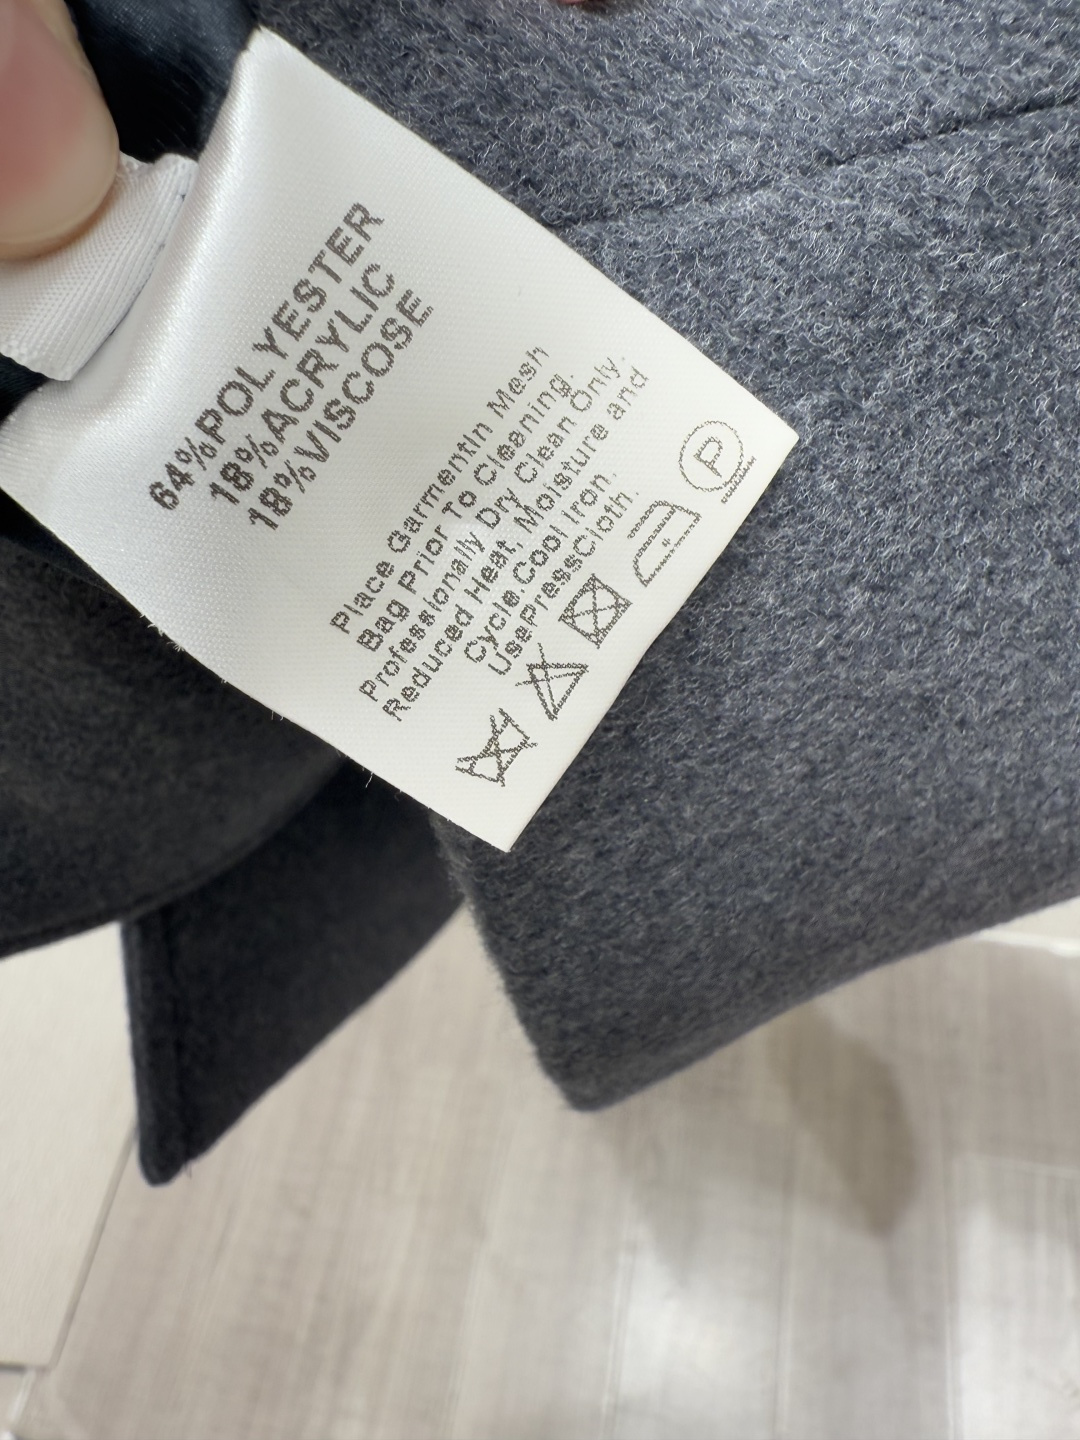 64%POLYESTER
18%ACRYLIC
18%VISCOSE
Place GarmentIn Mesh
Bag Prior To Cleening.
Professionally Dry Clean Only.
Reduced Heat, Moisture and
Cycle.Cool Iron.
UsePressCloth.
P